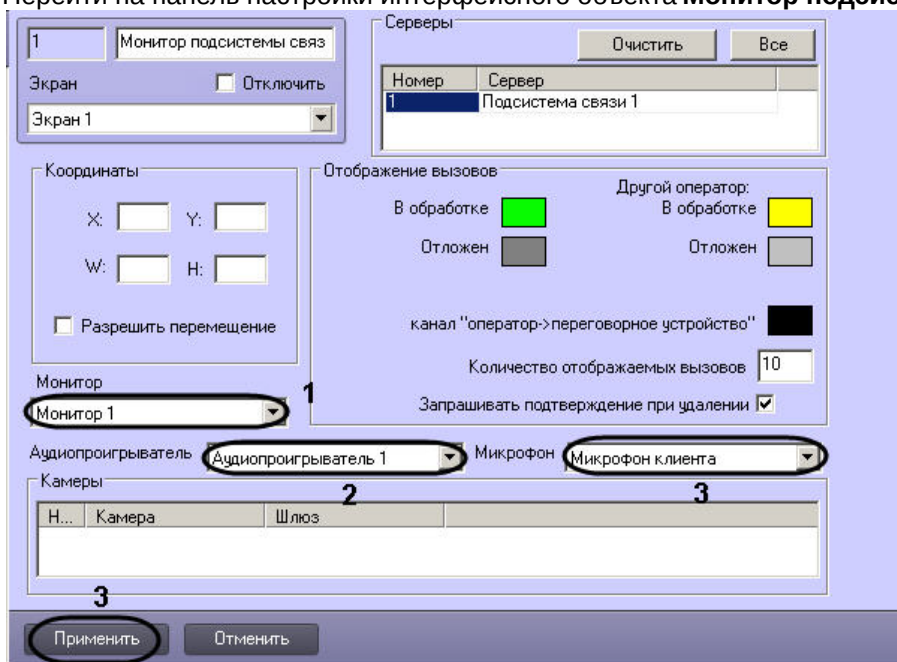 Перейти на панель настройки интерфейсного объекта Монитор подсис
1 Монитор подсистемы связ
Экран Отключить
Экран 1
Серверы
Очистить Все
Номер Сервер
1 Подсистема связи 1
Координаты
X: Y:
W: H:
Разрешить перемещение
Отображение вызовов
Другой оператор:
В обработке В обработке
Отложен Отложен
канал "оператор->переговорное устройство"
Количество отображаемых вызовов 10
Запрашивать подтверждение при удалении
Монитор
Монитор 1 1
Аудиопроигрыватель Аудиопроигрыватель 1 Микрофон Микрофон клиента
2 3
Камеры
Н... Камера Шлюз
3
Применить Отменить